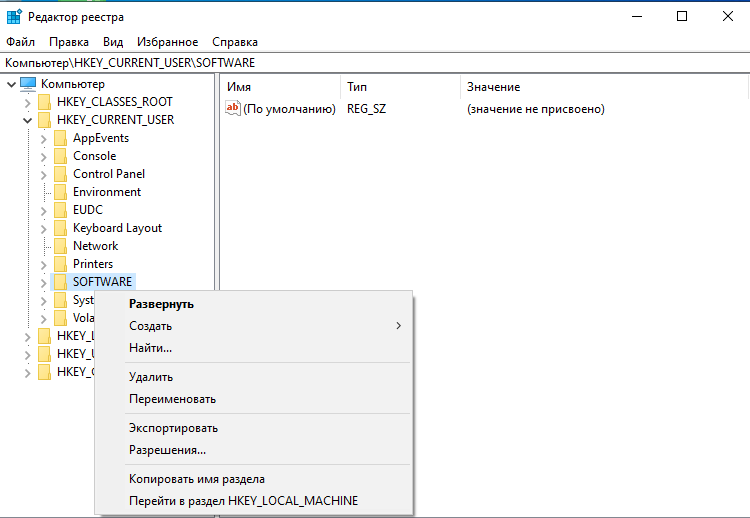 Редактор реестра
Файл Правка Вид Избранное Справка
Компьютер\HKEY_CURRENT_USER\SOFTWARE
Компьютер
HKEY_CLASSES_ROOT
HKEY_CURRENT_USER
AppEvents
Console
Control Panel
Environment
EUDC
Keyboard Layout
Network
Printers
SOFTWARE
Syst
Vola
HKEY_L
HKEY_U
HKEY_C
Имя Тип Значение
ab (По умолчанию) REG_SZ (значение не присвоено)
Развернуть
Создать
Найти...
Удалить
Переименовать
Экспортировать
Разрешения...
Копировать имя раздела
Перейти в раздел HKEY_LOCAL_MACHINE